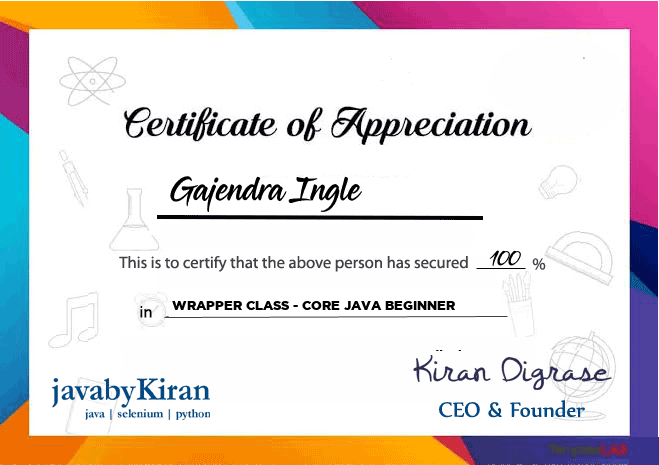 Certificate of Appreciation
Gajendra Ingle
This is to certify that the above person has secured 100 %
in WRAPPER CLASS - CORE JAVA BEGINNER
Kiran Digrase
javabyKiran
java | selenium | python
CEO & Founder